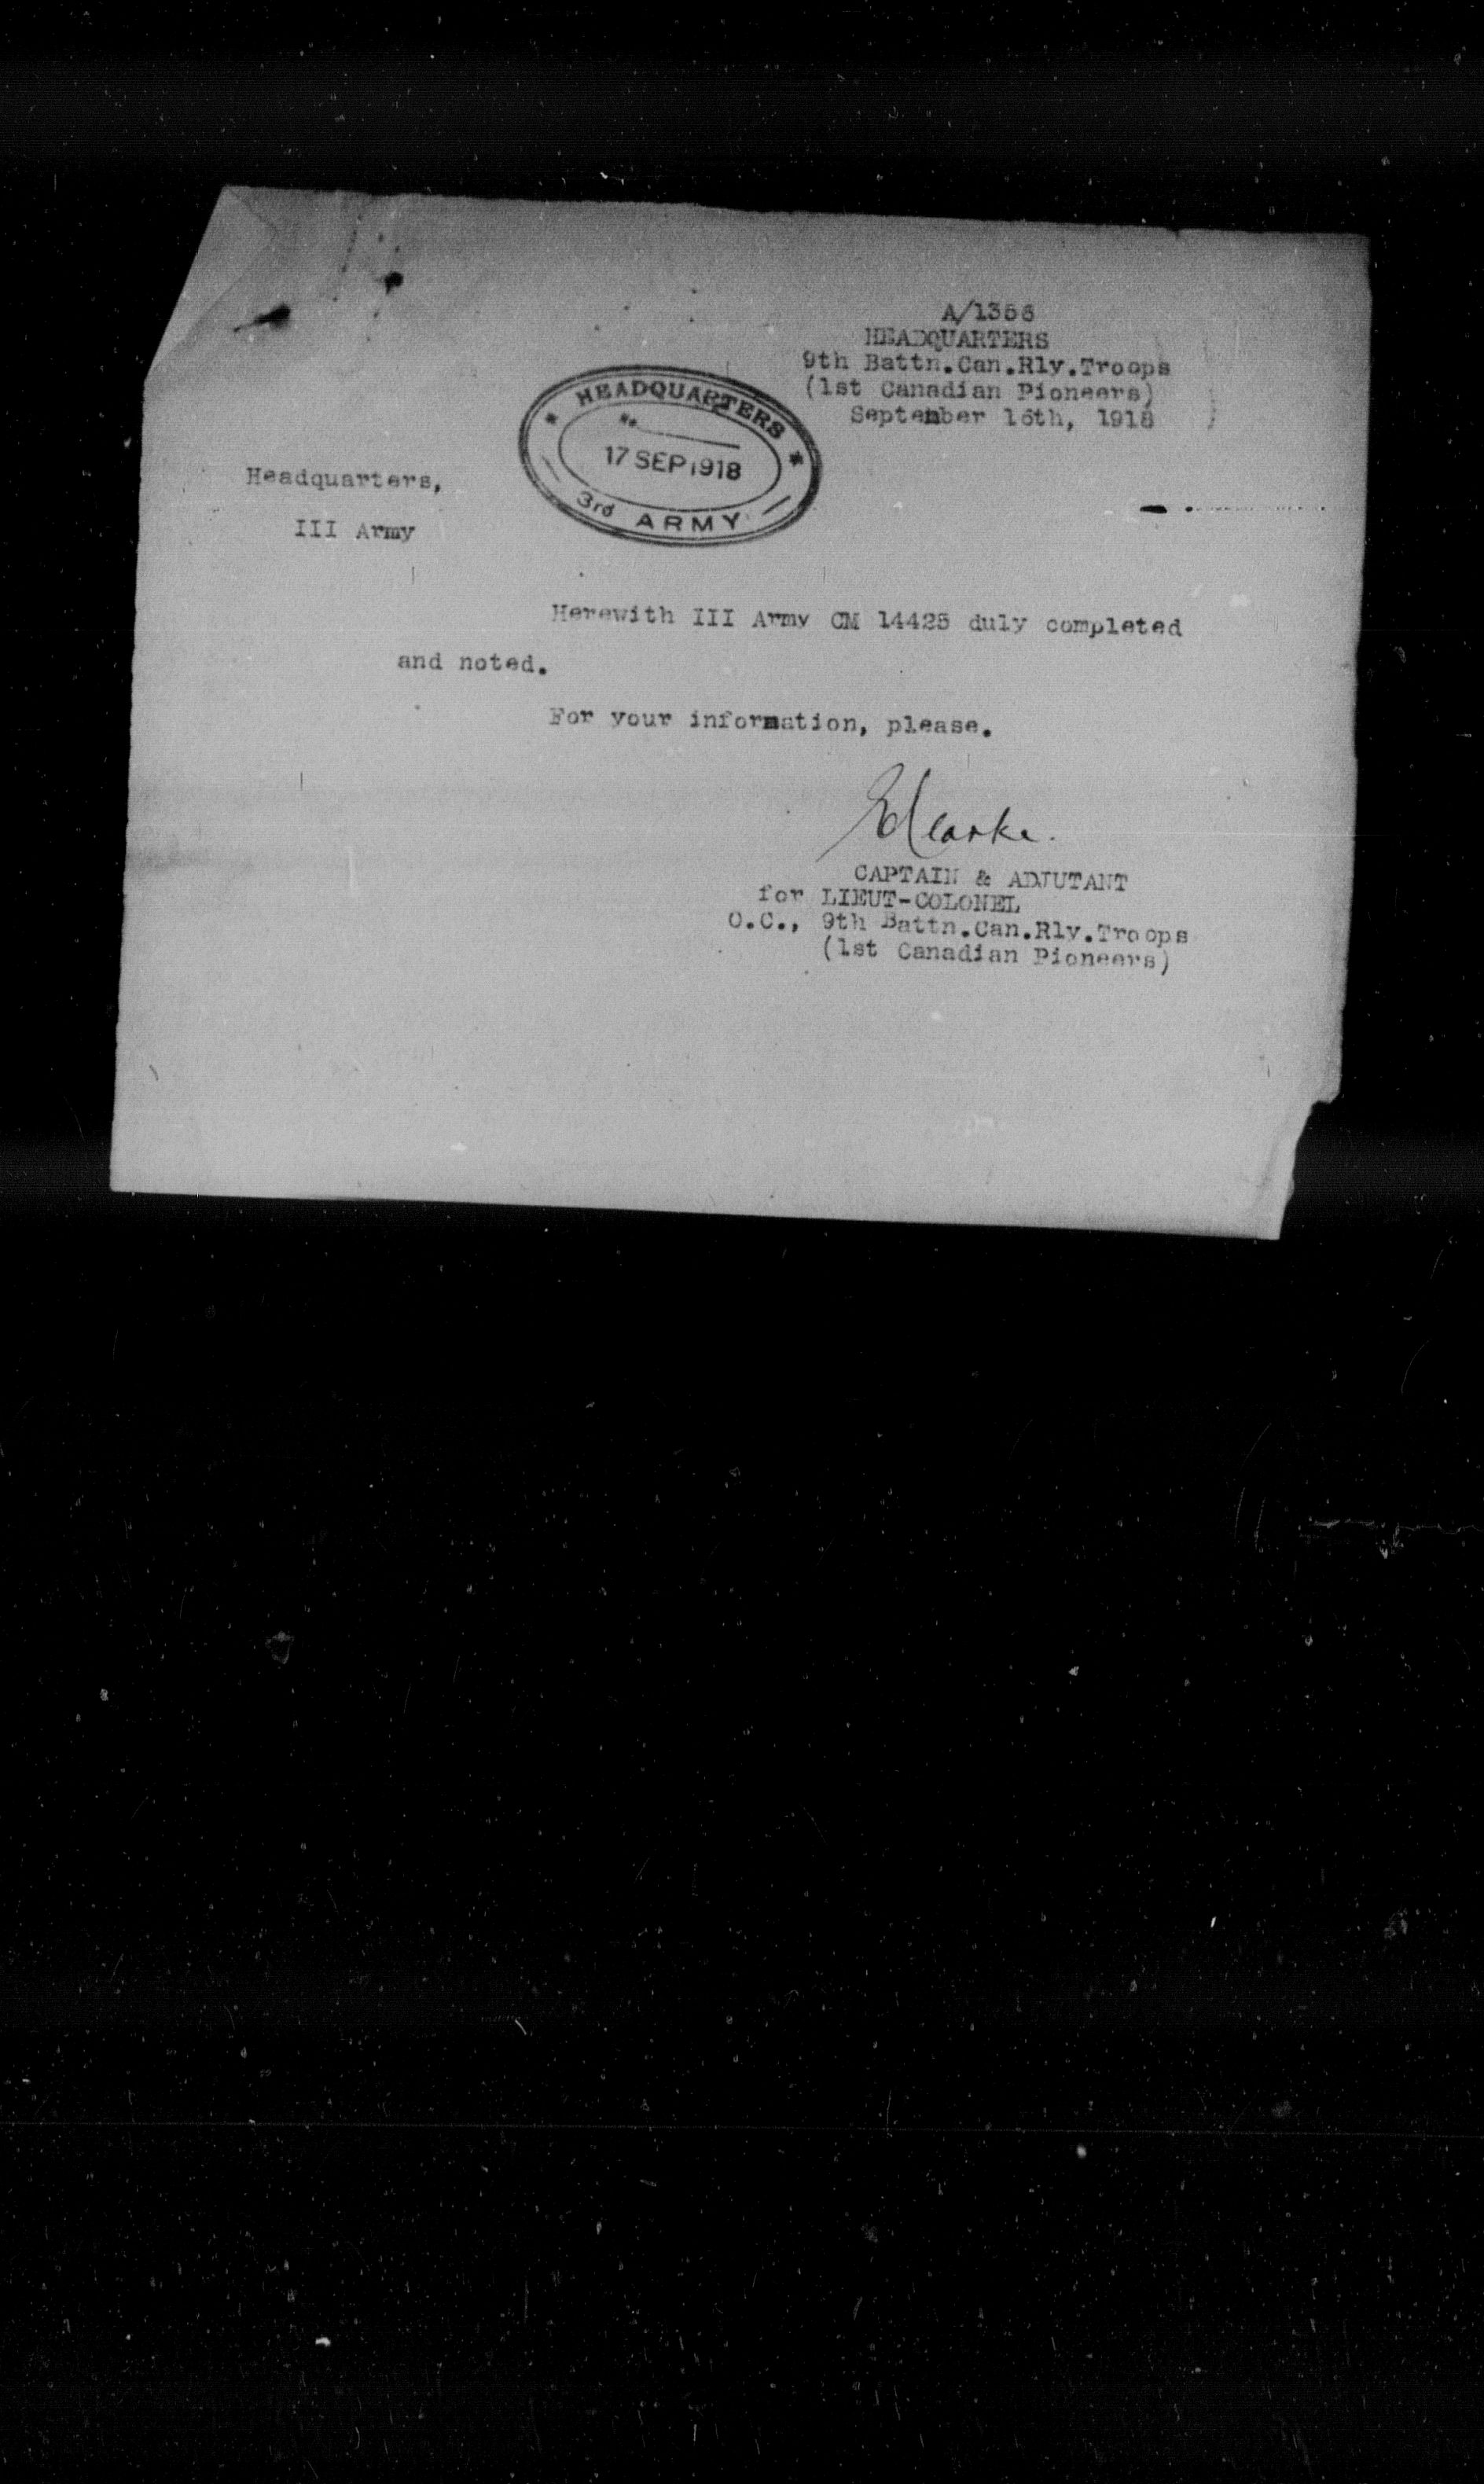 A/1356
HEADQUARTERS
9th Battn.Can.Rly.Troops
(1st Canadian Pioneers)
September 16th, 1918
HEADQUARTERS
No.
17 SEP 1918
3rd ARMY
Headquarters,
III Army
Herewith III Army CM 14425 duly completed
and noted.
For your information, please.
EClarke.
CAPTAIN & ADJUTANT
for LIEUT-COLONEL
O.C., 9th Battn.Can.Rly.Troops
(1st Canadian Pioneers)